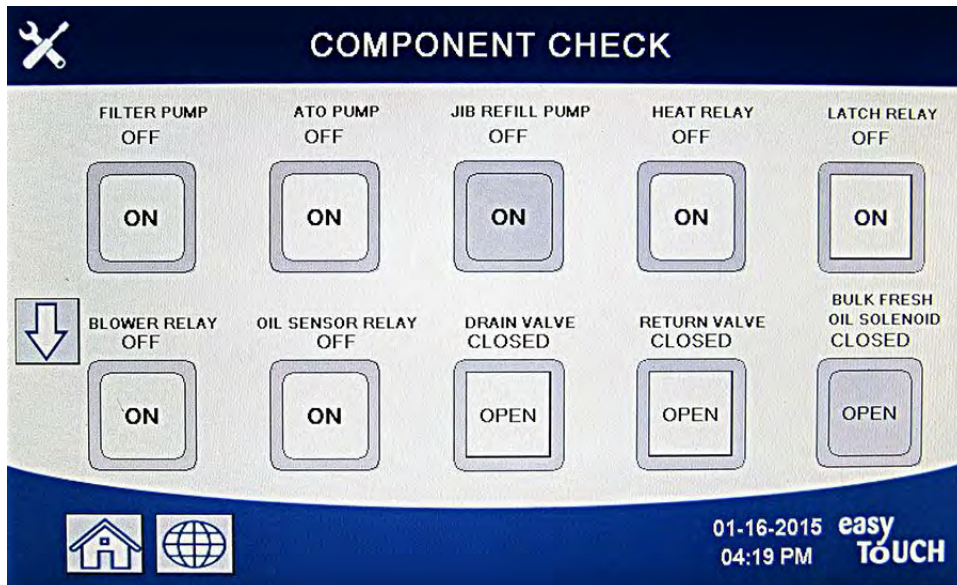 COMPONENT CHECK
FILTER PUMP
OFF
ON
ATO PUMP
OFF
ON
JIB REFILL PUMP
OFF
ON
HEAT RELAY
OFF
ON
LATCH RELAY
OFF
ON
BLOWER RELAY
OFF
ON
OIL SENSOR RELAY
OFF
ON
DRAIN VALVE
CLOSED
OPEN
RETURN VALVE
CLOSED
OPEN
BULK FRESH
OIL SOLENOID
CLOSED
OPEN
01-16-2015
04:19 PM
easy
ToUCH